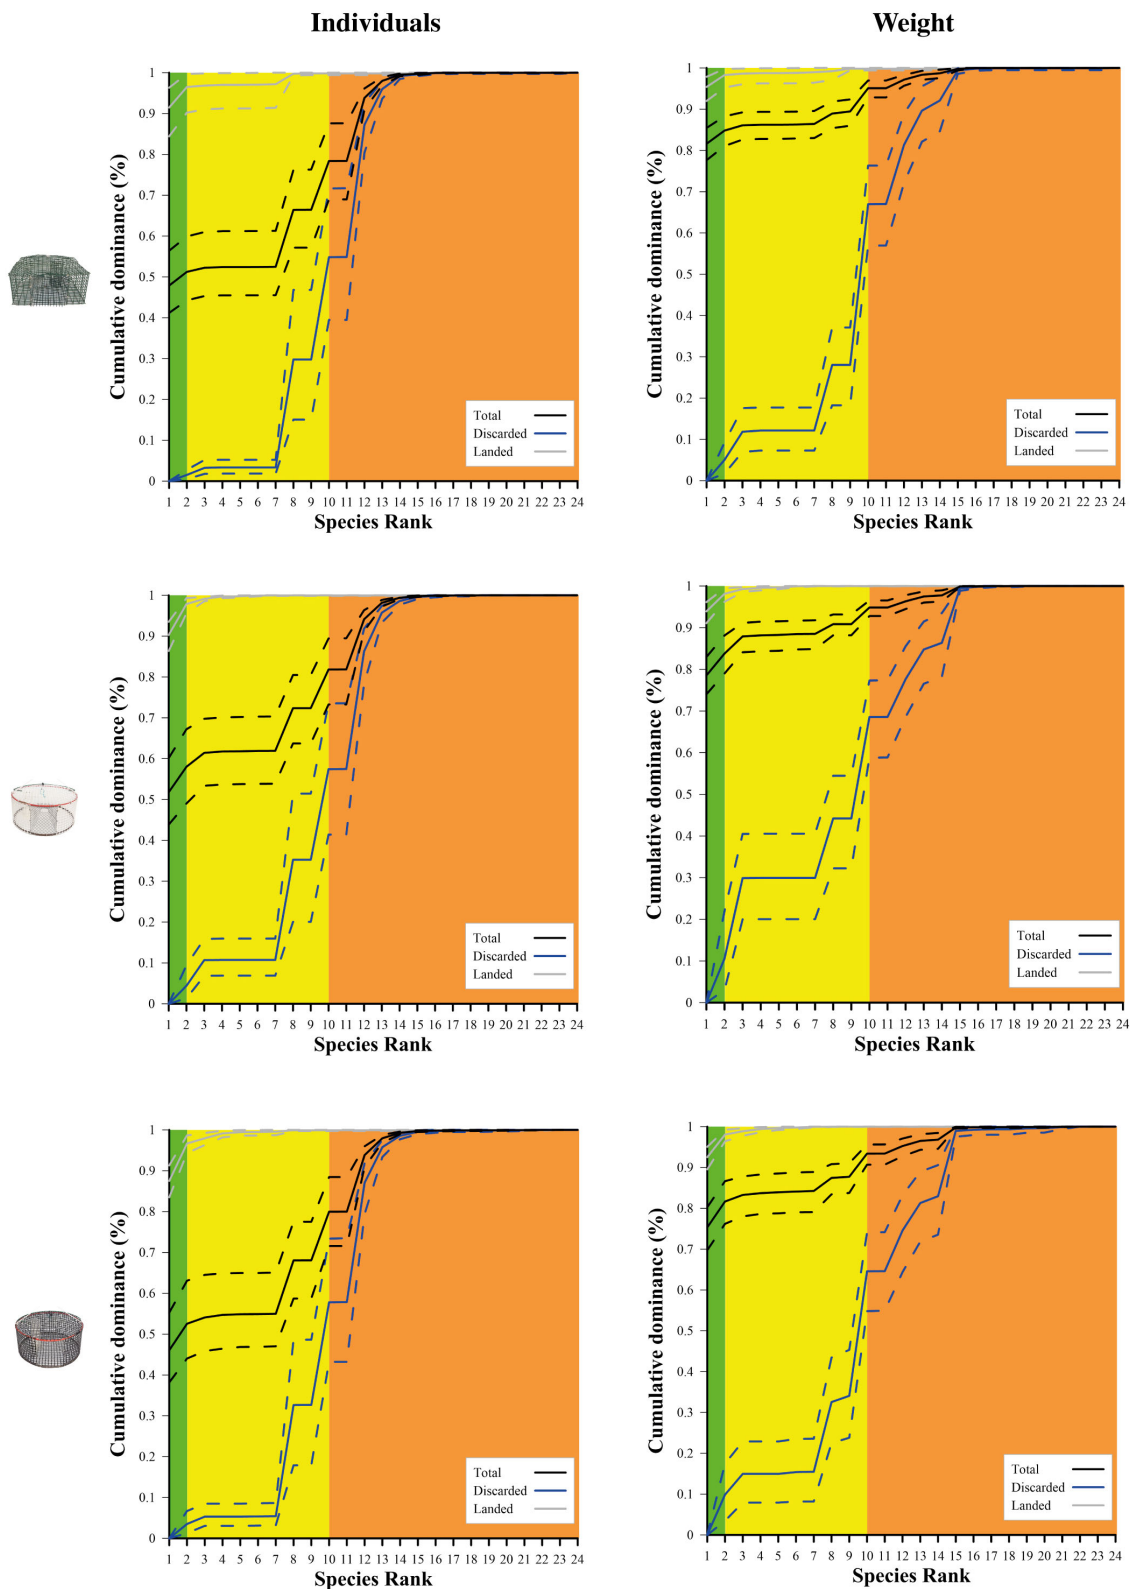 Individuals
Weight
Cumulative dominance (%)
1
0.9
0.8
0.7
0.6
0.5
0.4
0.3
0.2
0.1
0
Total
Discarded
Landed
1 2 3 4 5 6 7 8 9 10 11 12 13 14 15 16 17 18 19 20 21 22 23 24
Species Rank
Cumulative dominance (%)
1
0.9
0.8
0.7
0.6
0.5
0.4
0.3
0.2
0.1
0
Total
Discarded
Landed
1 2 3 4 5 6 7 8 9 10 11 12 13 14 15 16 17 18 19 20 21 22 23 24
Species Rank
Cumulative dominance (%)
1
0.9
0.8
0.7
0.6
0.5
0.4
0.3
0.2
0.1
0
Total
Discarded
Landed
1 2 3 4 5 6 7 8 9 10 11 12 13 14 15 16 17 18 19 20 21 22 23 24
Species Rank
Cumulative dominance (%)
1
0.9
0.8
0.7
0.6
0.5
0.4
0.3
0.2
0.1
0
Total
Discarded
Landed
1 2 3 4 5 6 7 8 9 10 11 12 13 14 15 16 17 18 19 20 21 22 23 24
Species Rank
Cumulative dominance (%)
1
0.9
0.8
0.7
0.6
0.5
0.4
0.3
0.2
0.1
0
Total
Discarded
Landed
1 2 3 4 5 6 7 8 9 10 11 12 13 14 15 16 17 18 19 20 21 22 23 24
Species Rank
Cumulative dominance (%)
1
0.9
0.8
0.7
0.6
0.5
0.4
0.3
0.2
0.1
0
Total
Discarded
Landed
1 2 3 4 5 6 7 8 9 10 11 12 13 14 15 16 17 18 19 20 21 22 23 24
Species Rank